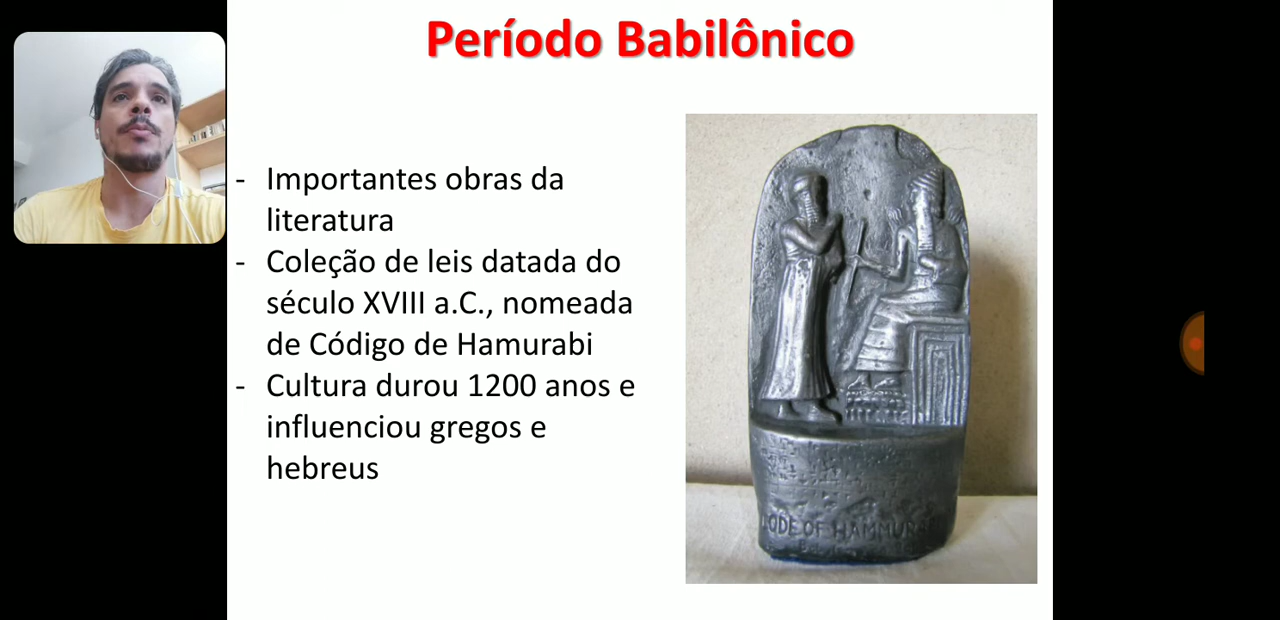 Período Babilônico
- Importantes obras da
literatura
- Coleção de leis datada do
século XVIII a.C., nomeada
de Código de Hamurabi
- Cultura durou 1200 anos e
influenciou gregos e
hebreus
ODE OF HAMMUR